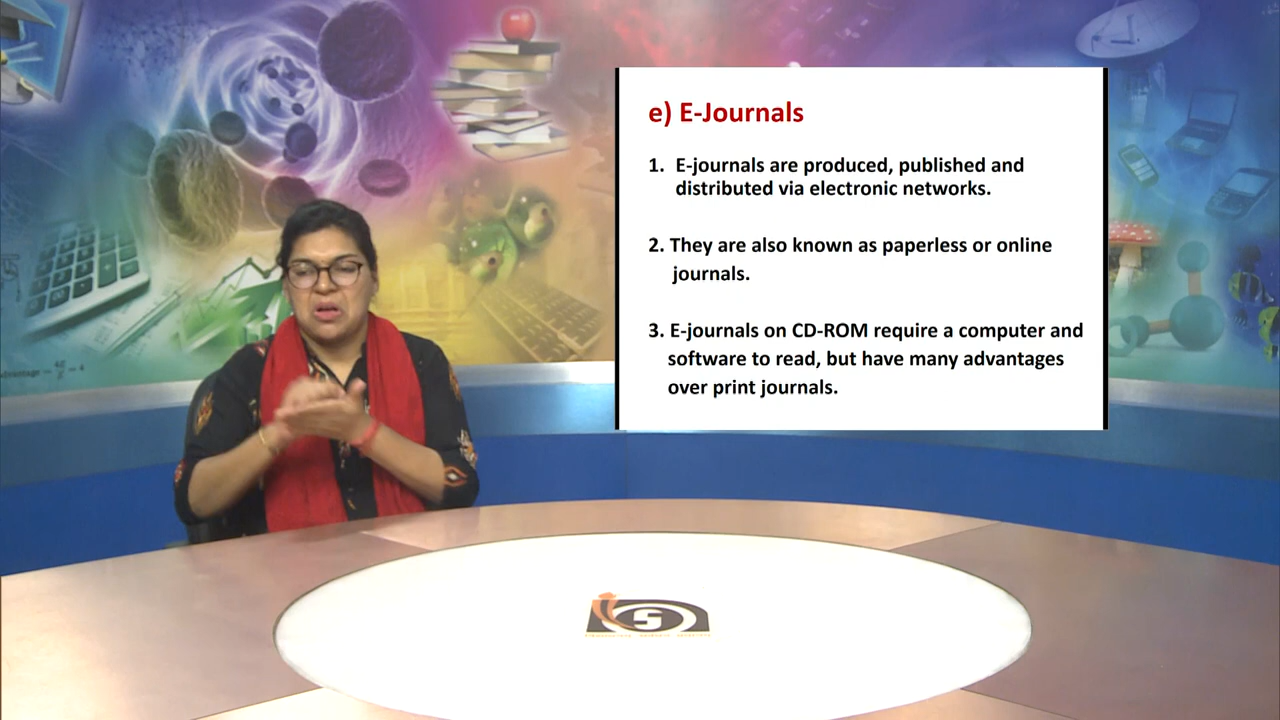 e) E-Journals
1. E-journals are produced, published and
distributed via electronic networks.
2. They are also known as paperless or online
journals.
3. E-journals on CD-ROM require a computer and
software to read, but have many advantages
over print journals.